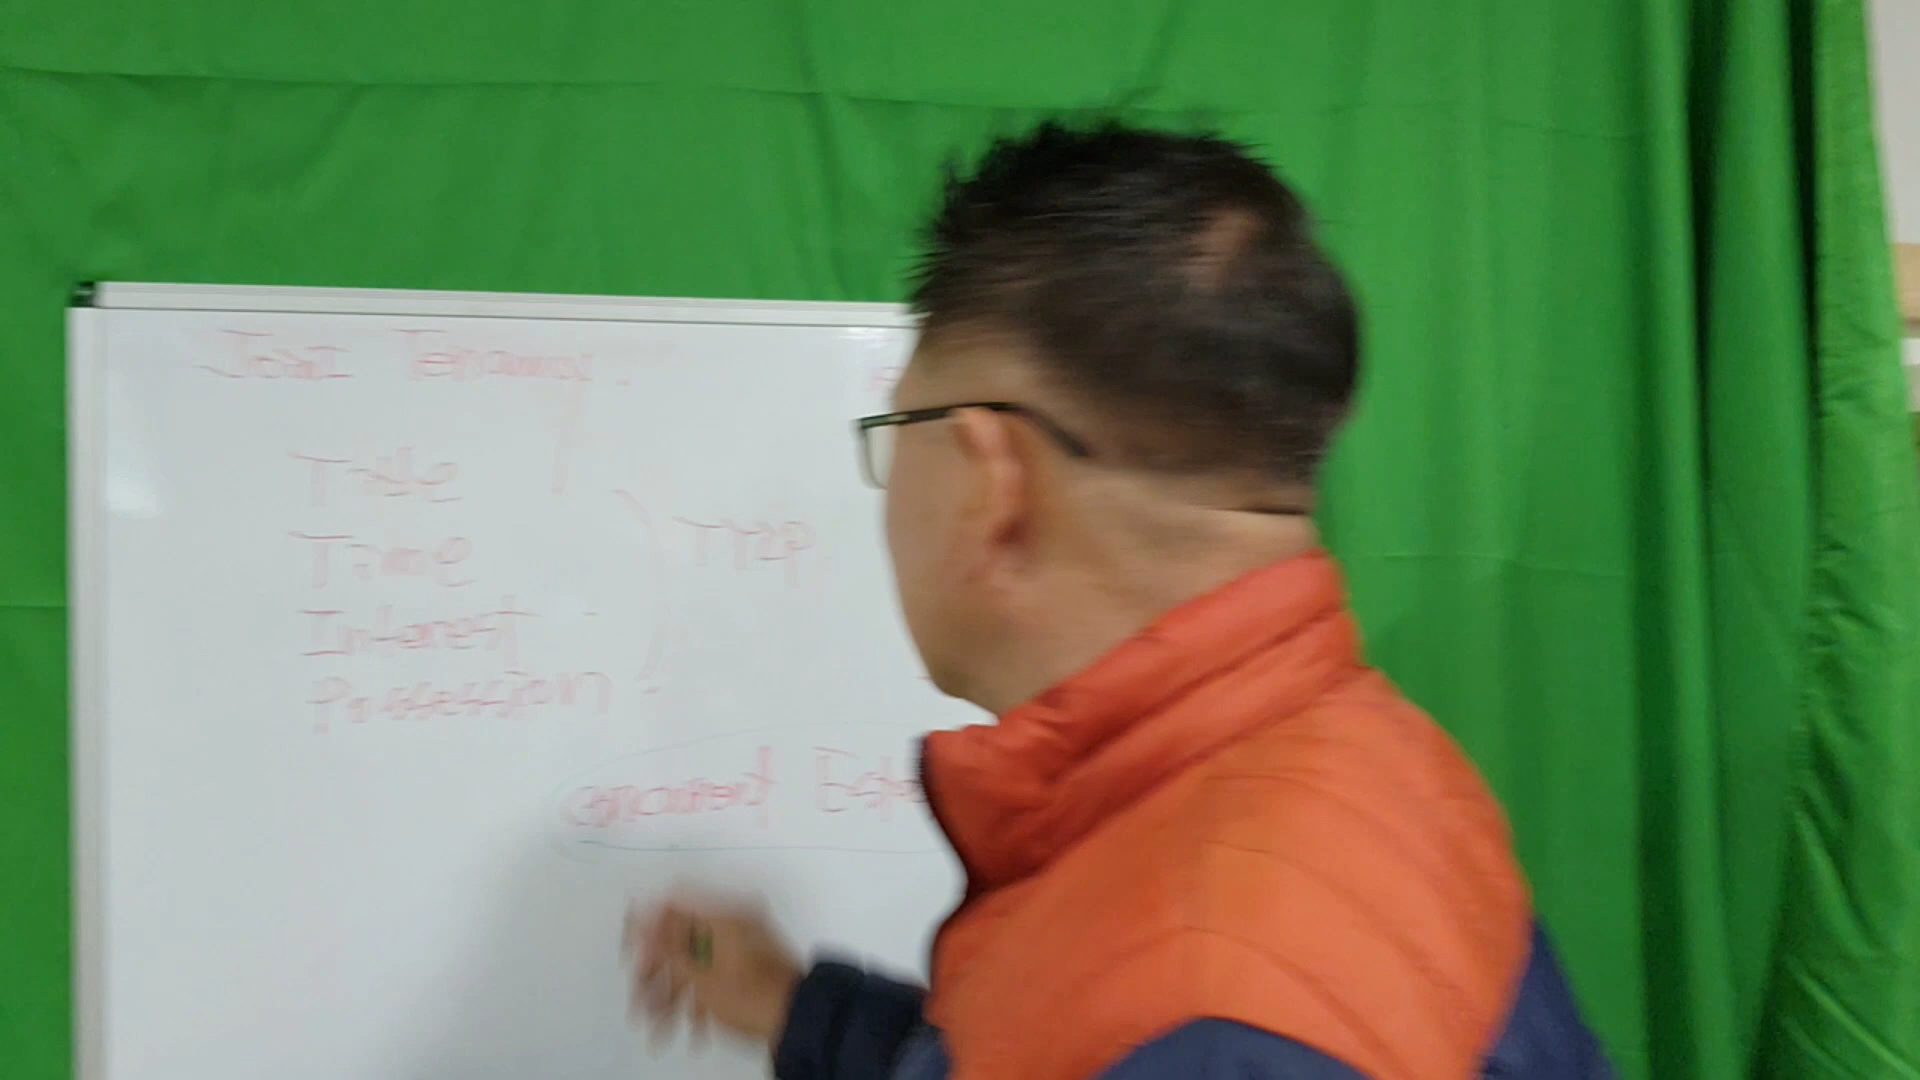 Joint Tenancy.
Title
Time
TTIP
Interest
Possession